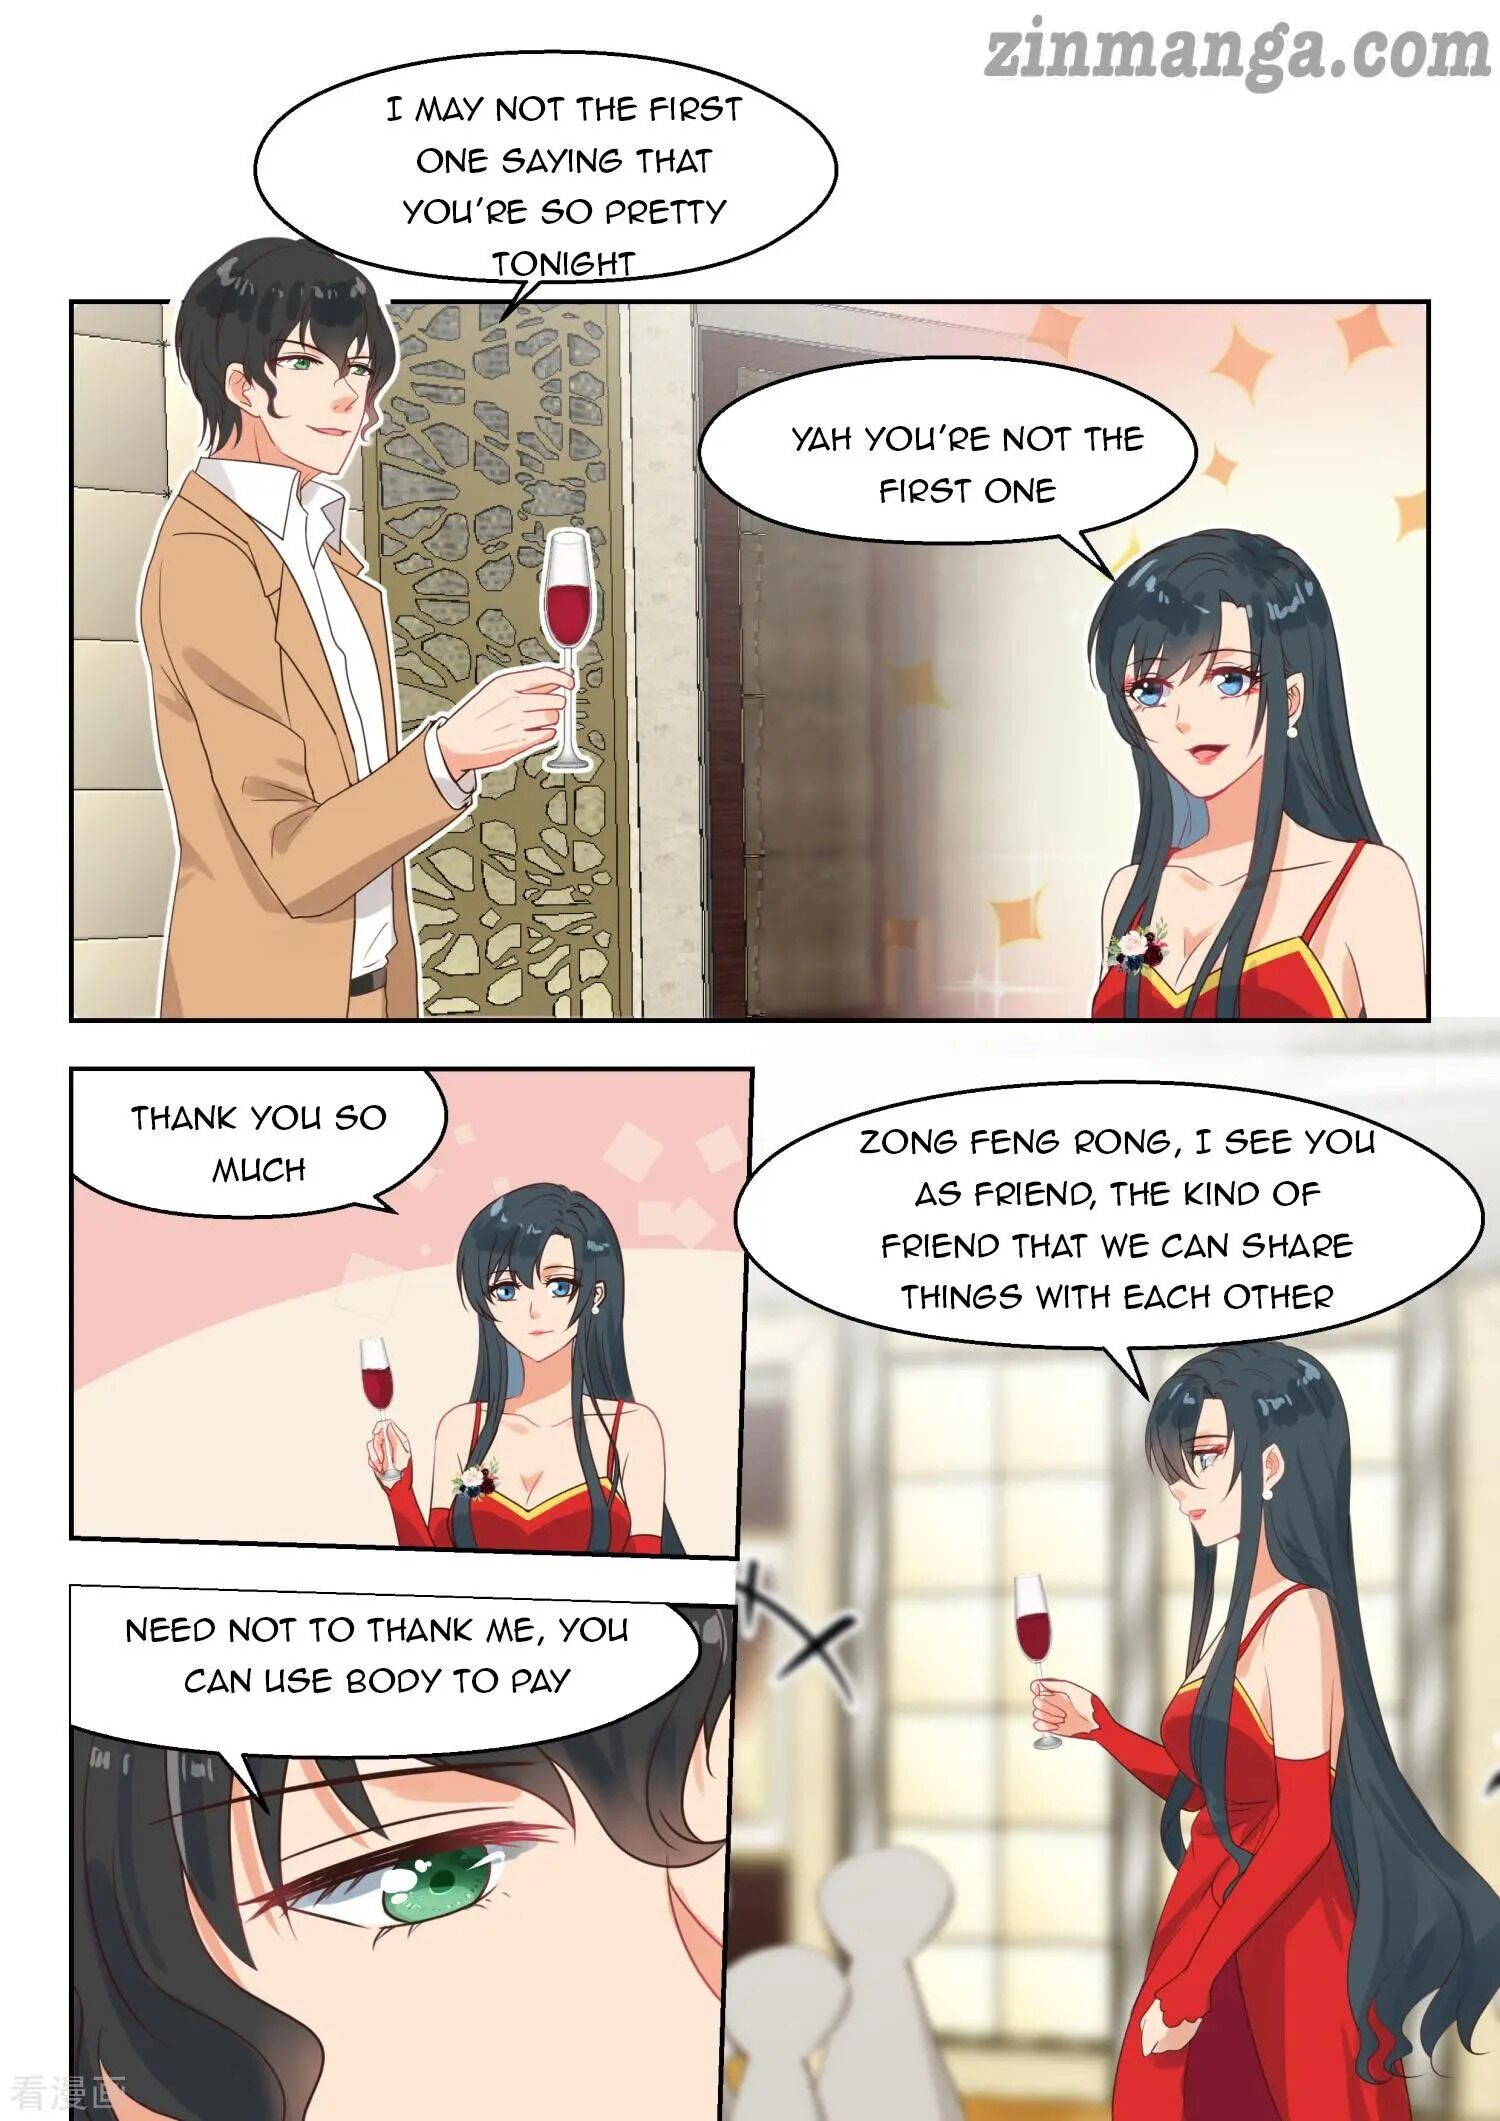 zinmanga.com
I MAY NOT THE FIRST
ONE SAYING THAT
YOU'RE SO PRETTY
TONIGHT
YAH YOU'RE NOT THE
FIRST ONE
THANK YOU SO
MUCH
ZONG FENG RONG, I SEE YOU
AS FRIEND, THE KIND OF
FRIEND THAT WE CAN SHARE
THINGS WITH EACH OTHER
NEED NOT TO THANK ME, YOU
CAN USE BODY TO PAY
看漫画